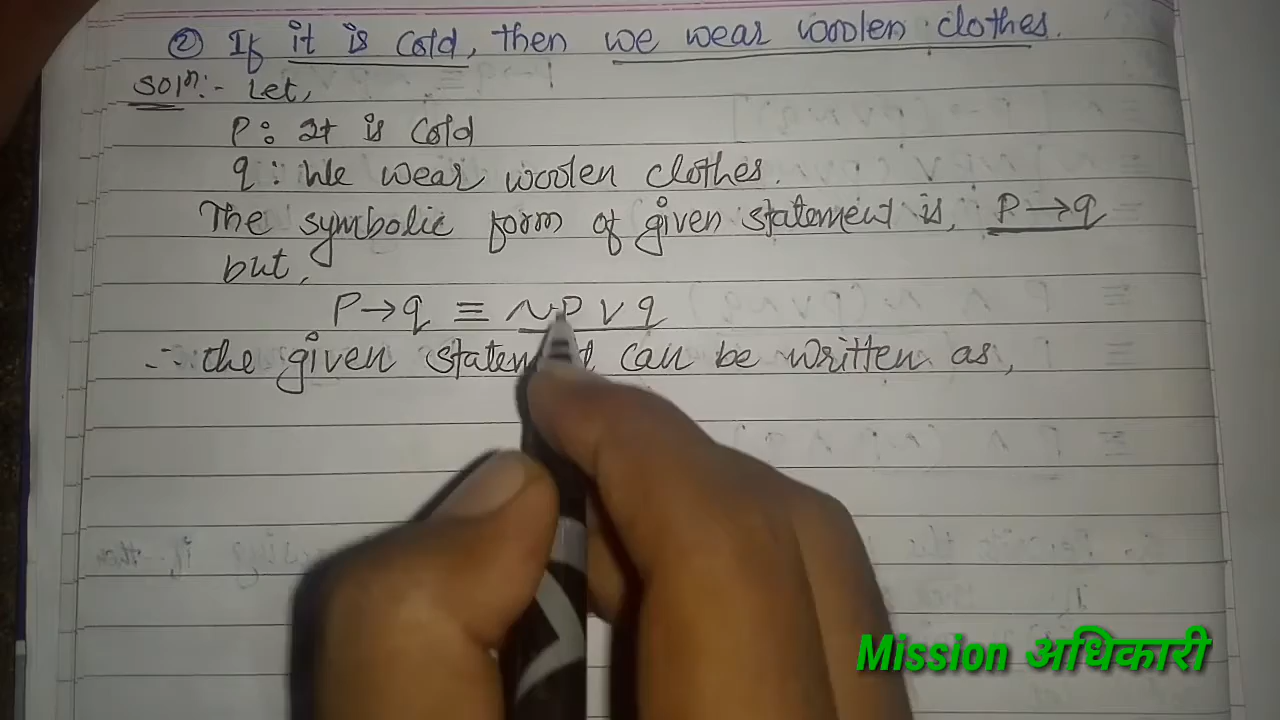 ② If it is cold, then we wear woolen clothes.
Soln:- Let,
P: It is cold
q: We wear woolen clothes.
The symbolic form of given statement is, P→q
but,
P→q ≡ ~P∨q
∴ the given statement can be written as,
Mission अधिकारी